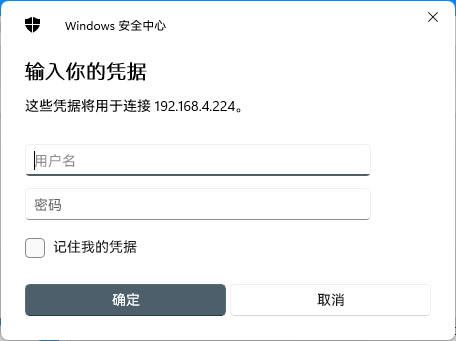 Windows 安全中心
输入你的凭据
这些凭据将用于连接 192.168.4.224。
用户名
密码
记住我的凭据
确定
取消